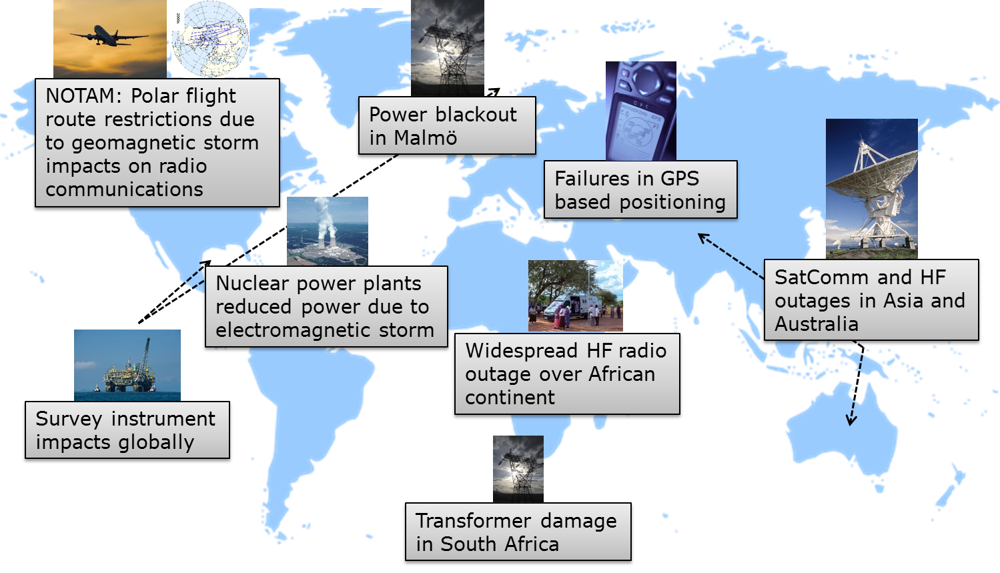 NOTAM: Polar flight
route restrictions due
to geomagnetic storm
impacts on radio
communications
Power blackout
in Malmö
GPS
Failures in GPS
based positioning
Nuclear power plants
reduced power due to
electromagnetic storm
SatComm and HF
outages in Asia and
Australia
Widespread HF radio
outage over African
continent
Survey instrument
impacts globally
Transformer damage
in South Africa